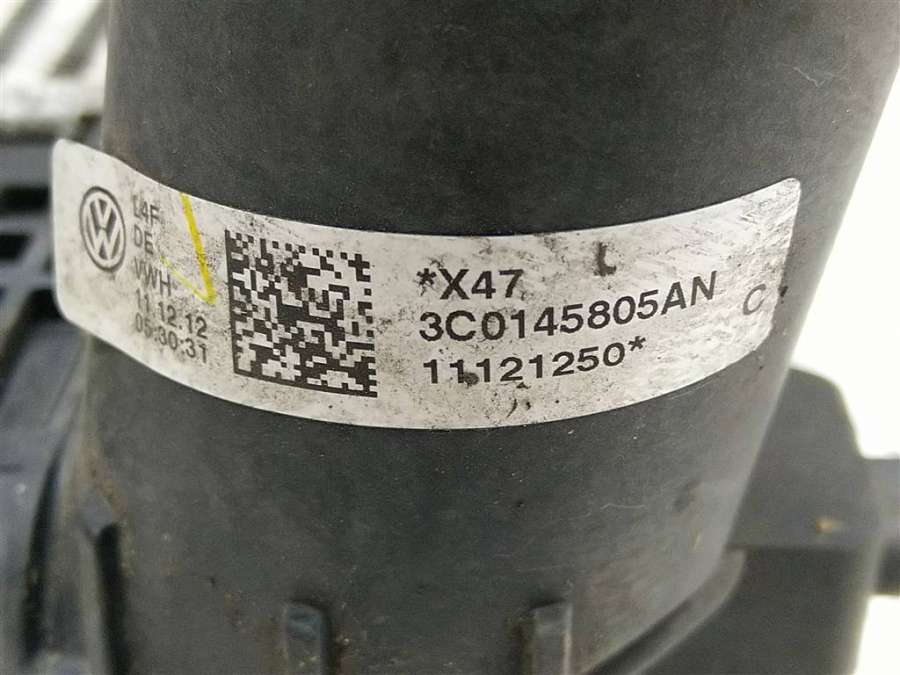 L4F
DE
VWH
11.12.12
05:30:31
*X47
3C0145805AN
11121250*
C